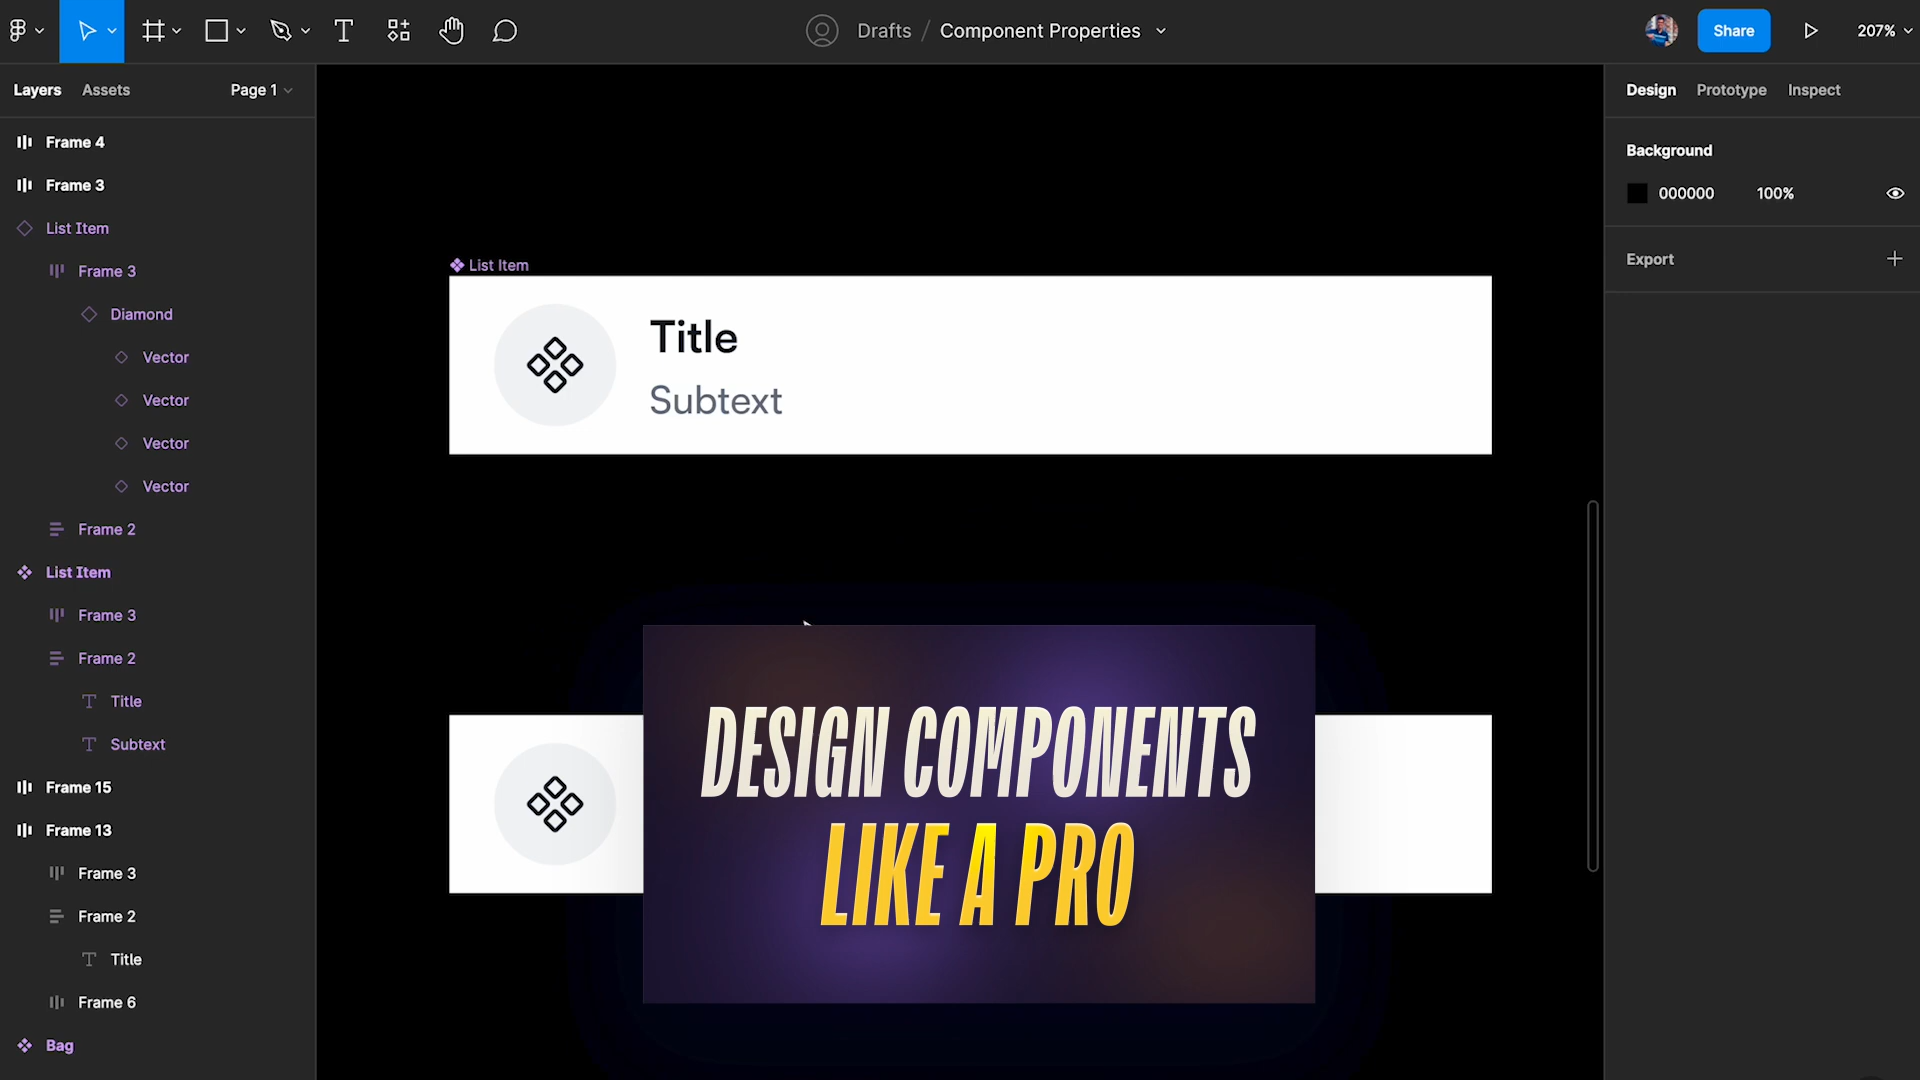 Drafts / Component Properties
Share
207%
Layers
Assets
Page 1
Frame 4
Frame 3
List Item
Frame 3
Diamond
Vector
Vector
Vector
Vector
Frame 2
List Item
Frame 3
Frame 2
Title
Subtext
Frame 15
Frame 13
Frame 3
Frame 2
Title
Frame 6
Bag
List Item
Title
Subtext
DESIGN COMPONENTS
LIKE A PRO
Design
Prototype
Inspect
Background
000000
100%
Export